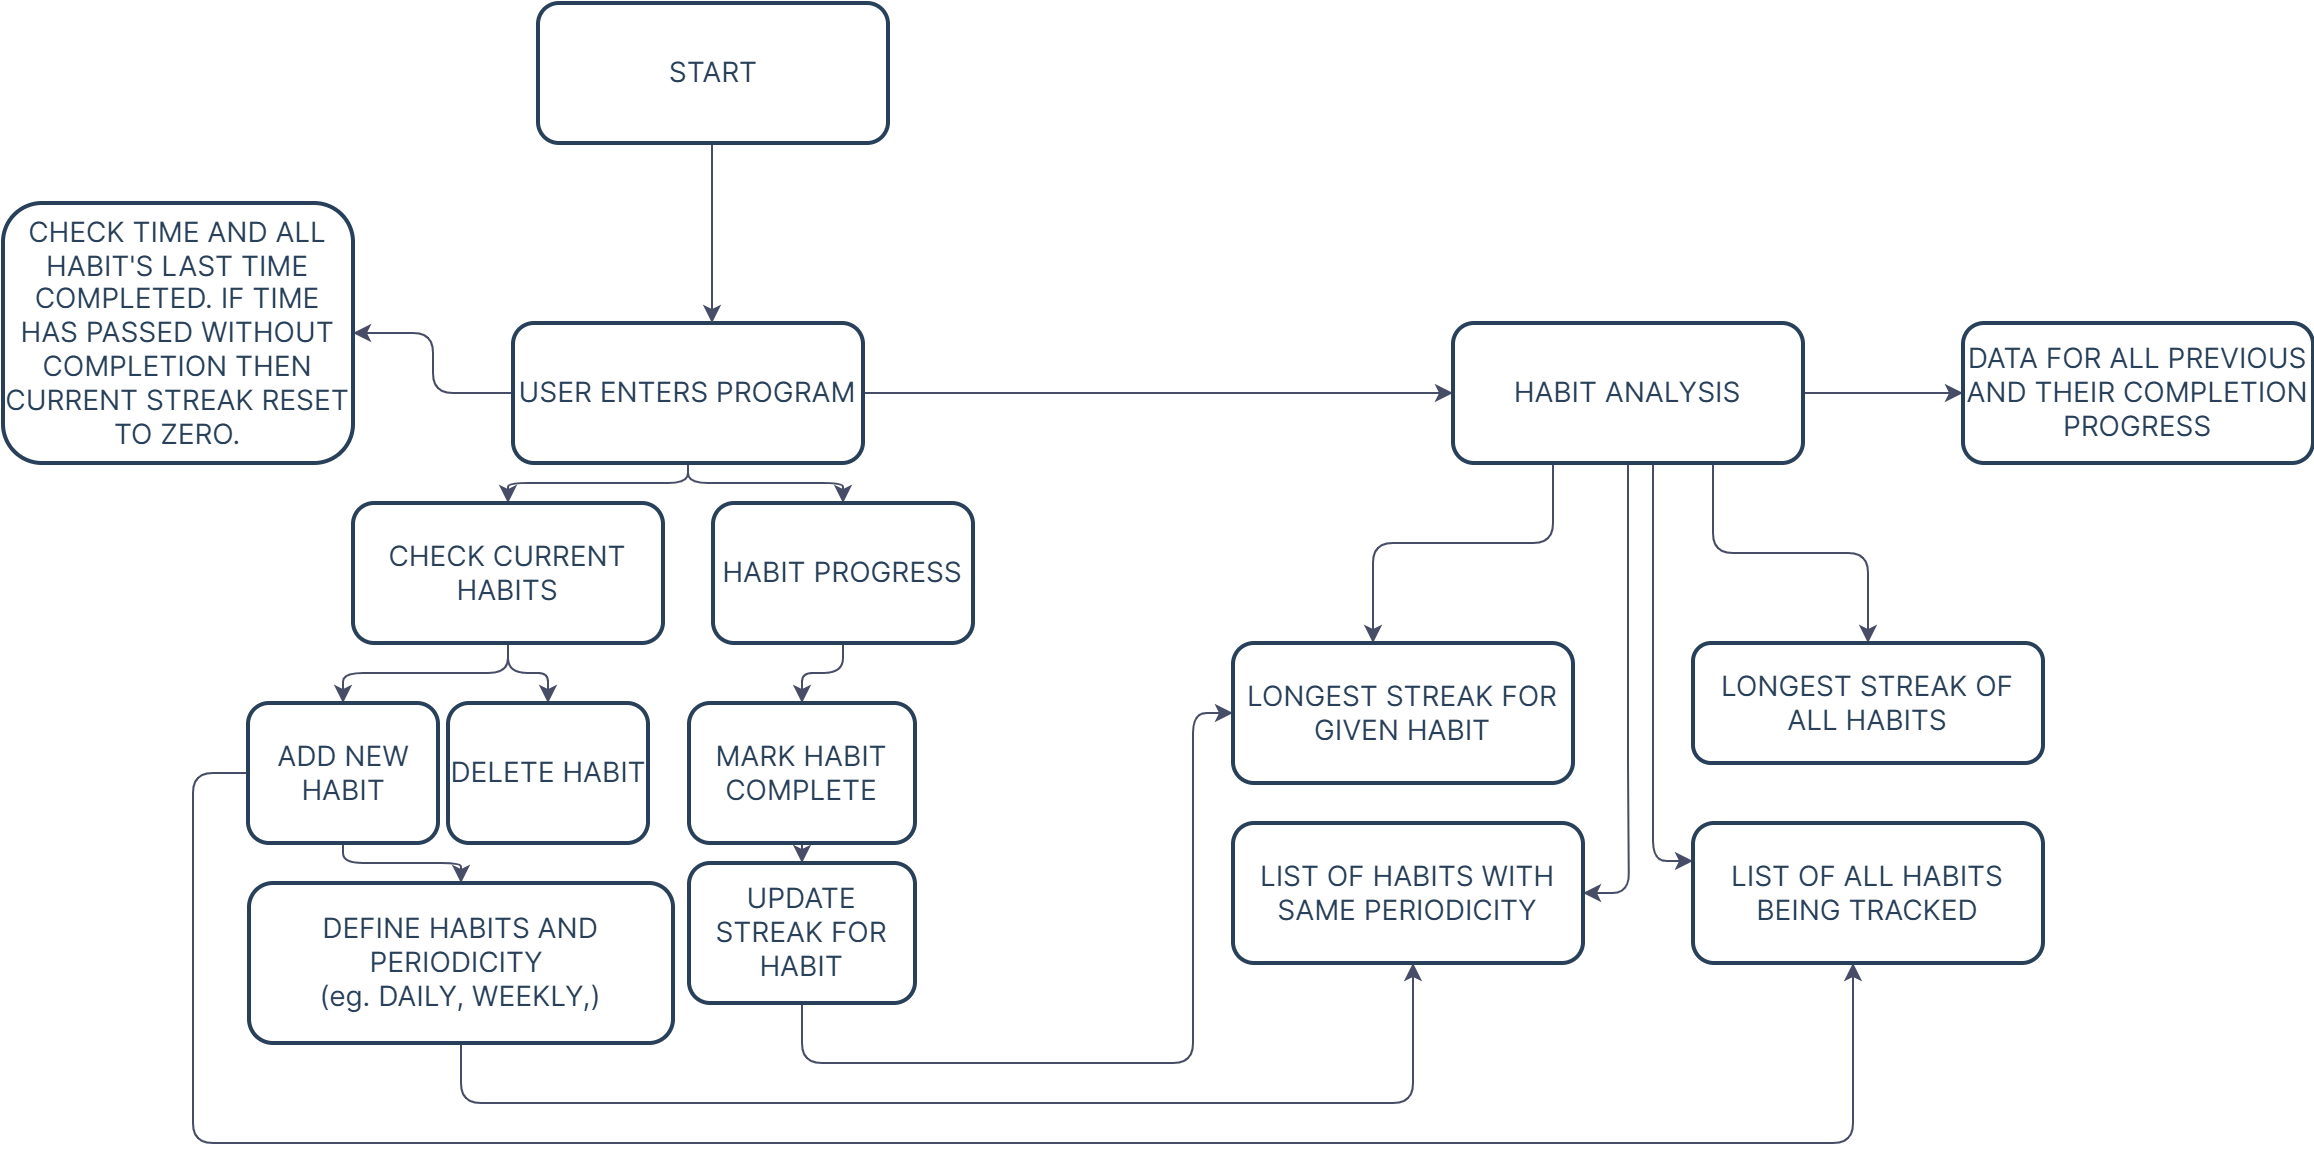 START
CHECK TIME AND ALL
HABIT'S LAST TIME
COMPLETED. IF TIME
HAS PASSED WITHOUT
COMPLETION THEN
CURRENT STREAK RESET
TO ZERO.
USER ENTERS PROGRAM
HABIT ANALYSIS
DATA FOR ALL PREVIOUS
AND THEIR COMPLETION
PROGRESS
CHECK CURRENT
HABITS
HABIT PROGRESS
LONGEST STREAK FOR
GIVEN HABIT
LONGEST STREAK OF
ALL HABITS
ADD NEW
HABIT
DELETE HABIT
MARK HABIT
COMPLETE
LIST OF HABITS WITH
SAME PERIODICITY
LIST OF ALL HABITS
BEING TRACKED
DEFINE HABITS AND
PERIODICITY
(eg. DAILY, WEEKLY,)
UPDATE
STREAK FOR
HABIT